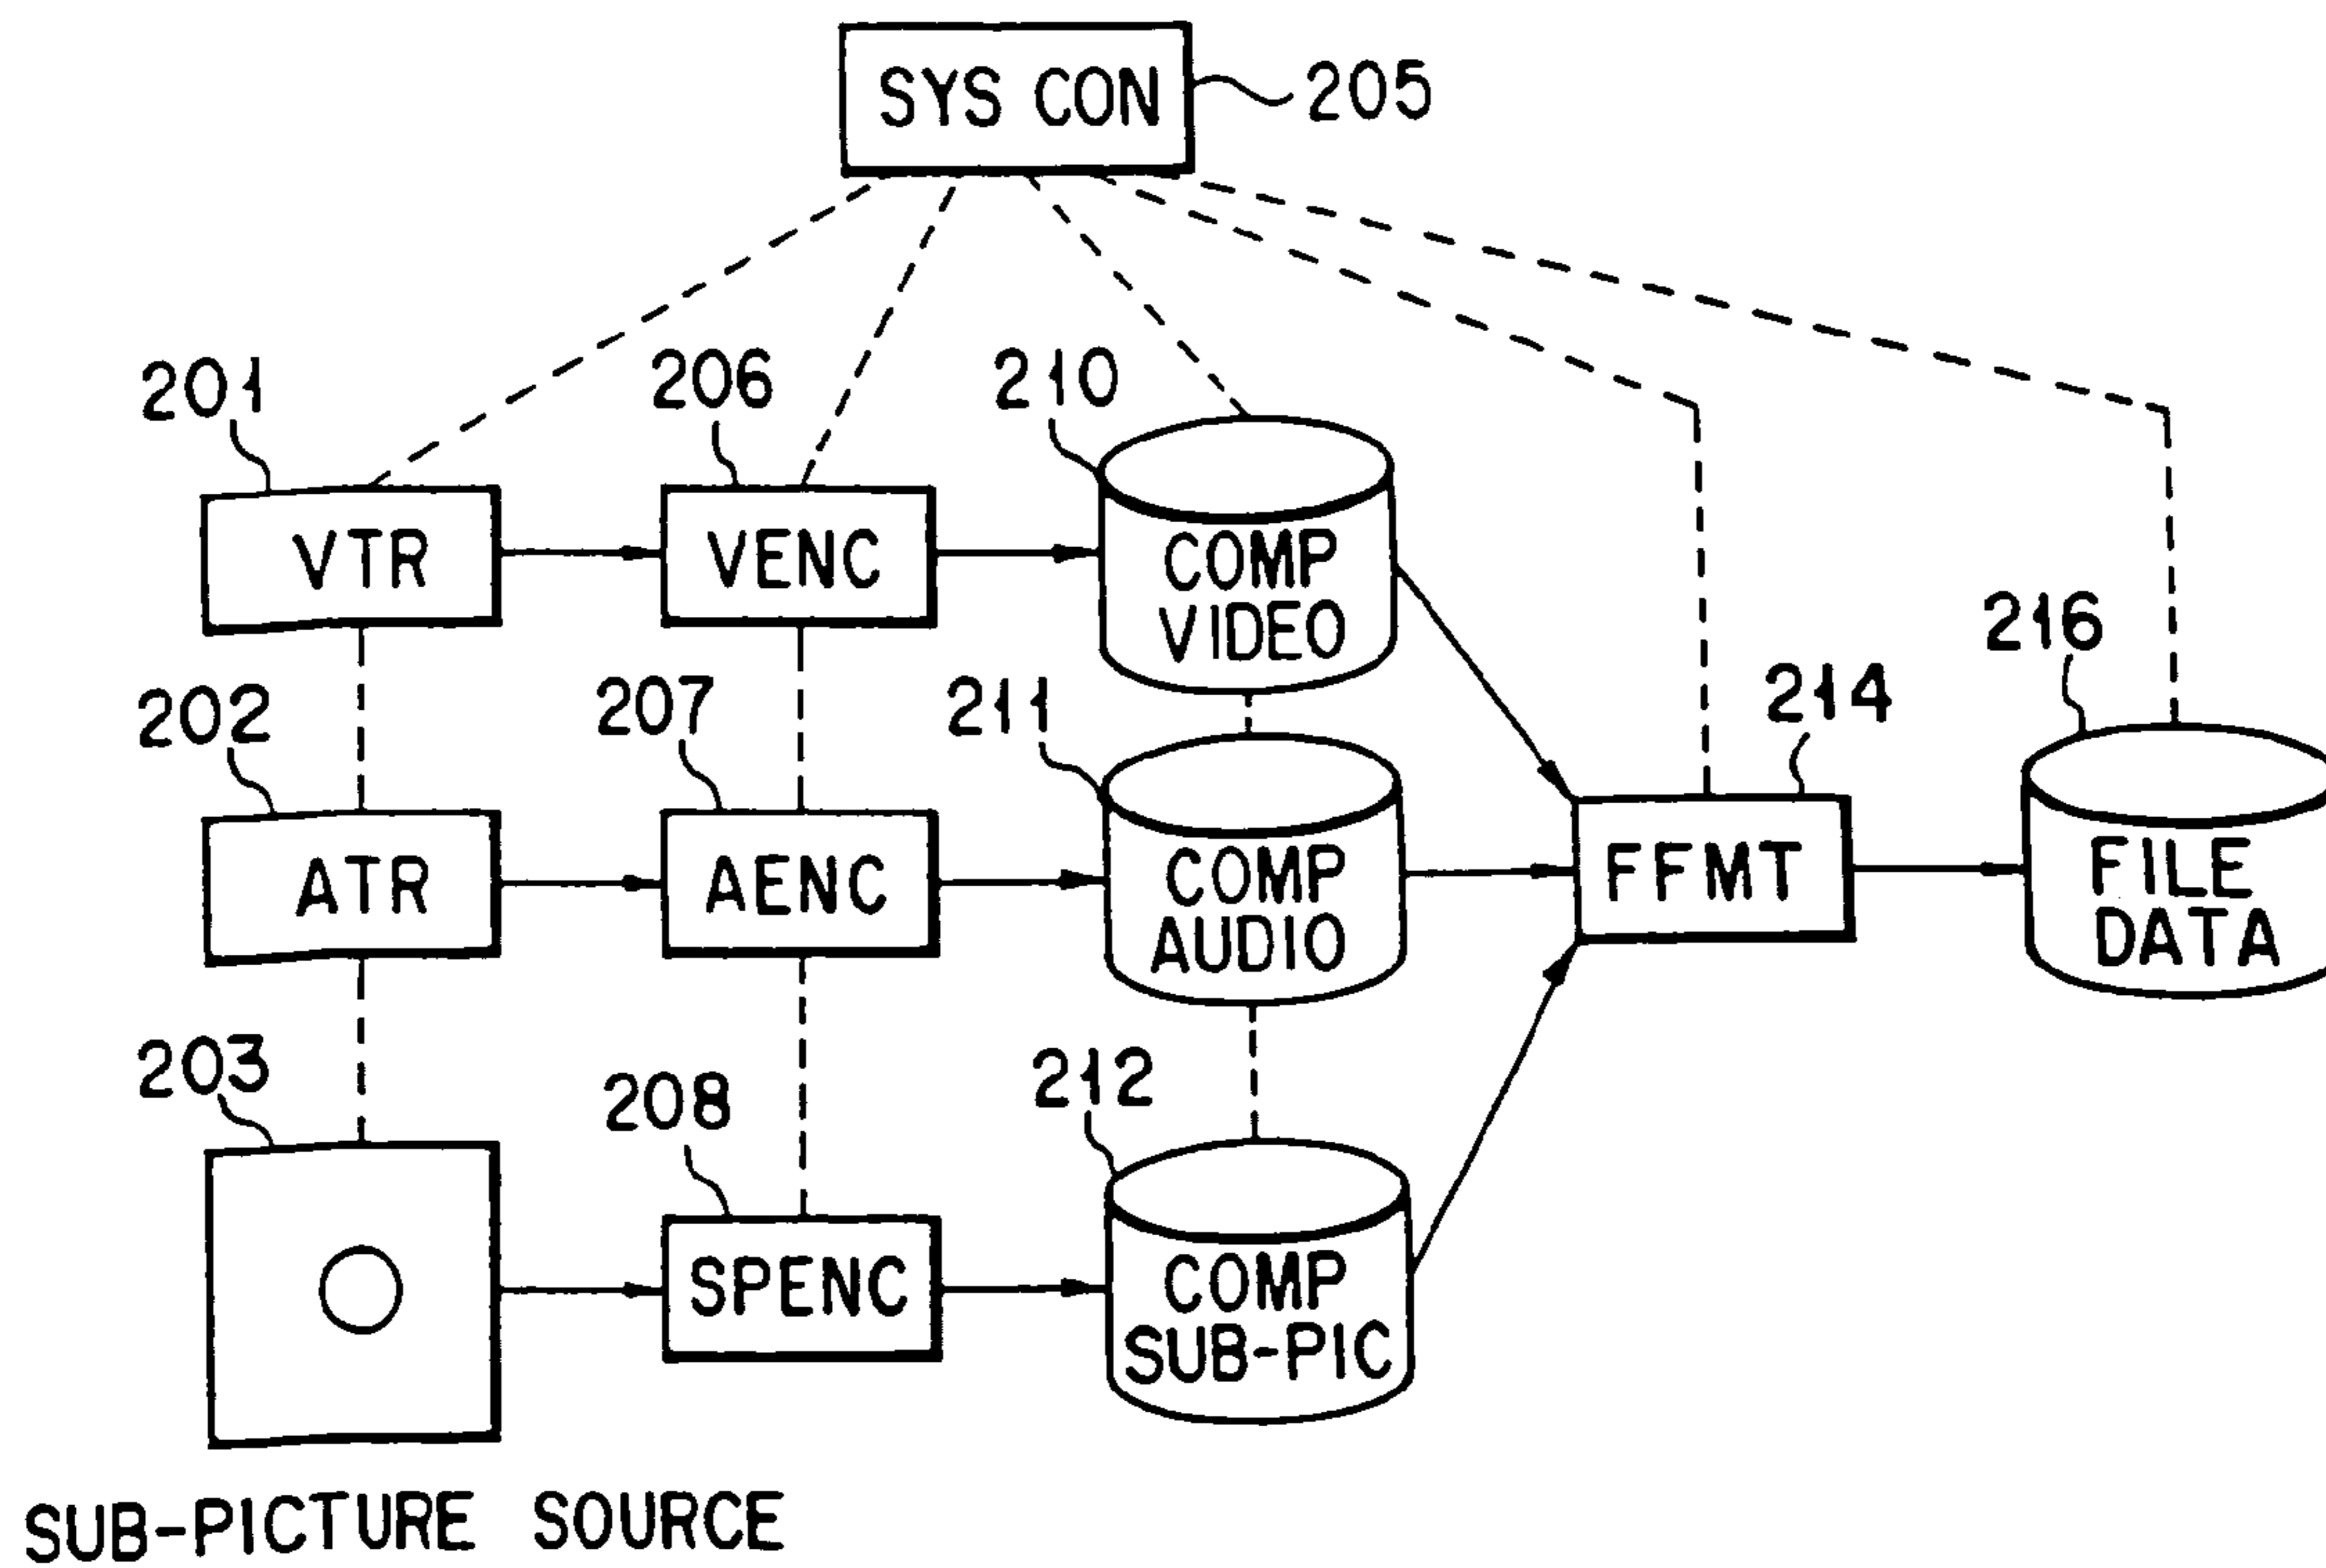 SYS CON
205
201
206
210
VTR
VENC
COMP
VIDEO
216
202
207
211
214
ATR
AENC
COMP
AUDIO
FFMT
FILE
DATA
203
208
212
SPENC
COMP
SUB-PIC
SUB-PICTURE SOURCE